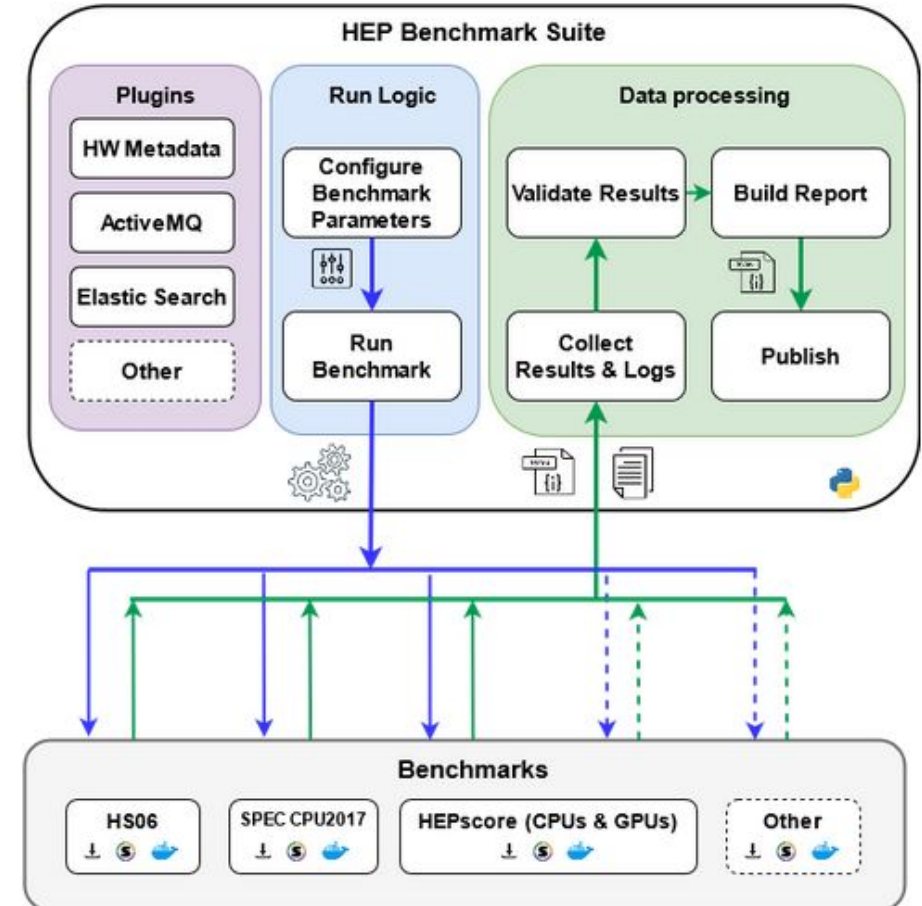 HEP Benchmark Suite
Plugins
HW Metadata
ActiveMQ
Elastic Search
Other
Run Logic
Configure
Benchmark
Parameters
Run
Benchmark
Data processing
Validate Results
Build Report
{i}
Collect
Results & Logs
Publish
{i}
Benchmarks
HS06
SPEC CPU2017
HEPscore (CPUs & GPUs)
Other